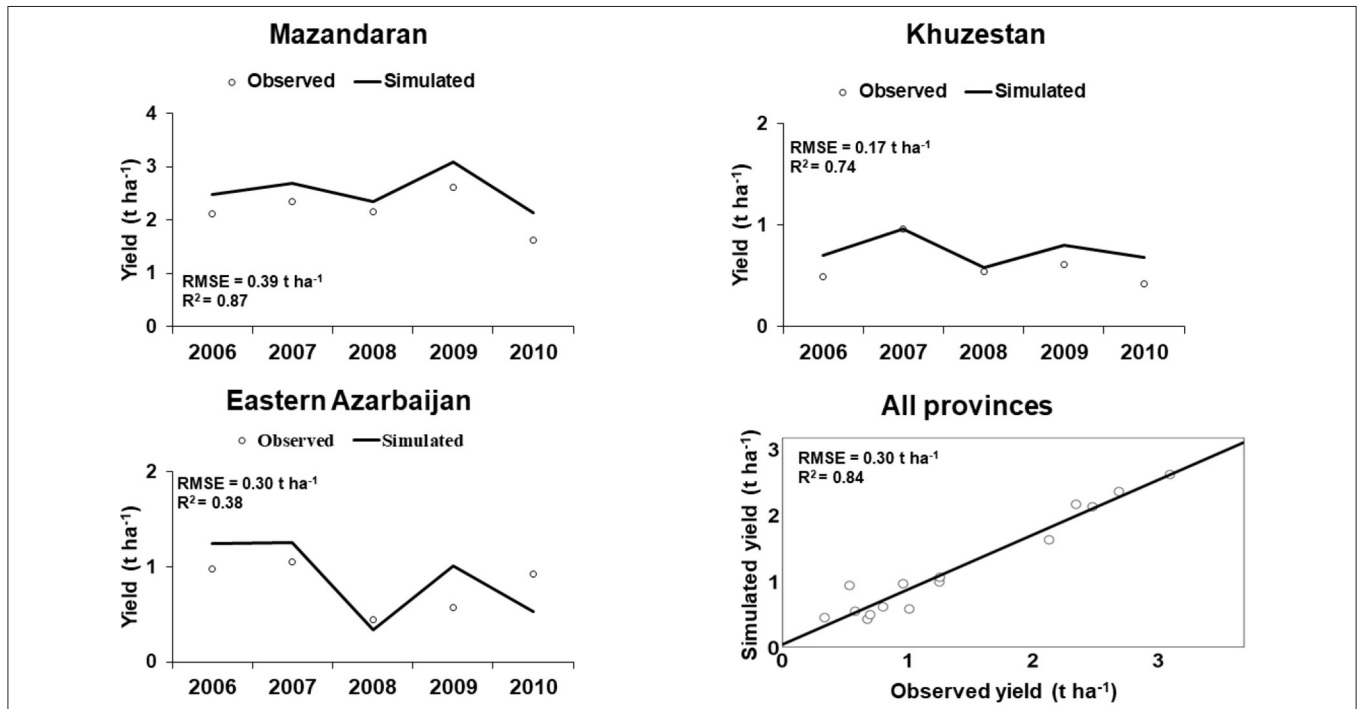 Mazandaran
Observed Simulated
Yield (t ha-1)
4
3
2
1
0
RMSE = 0.39 t ha-1
R2 = 0.87
2006 2007 2008 2009 2010
Khuzestan
Observed Simulated
Yield (t ha-1)
2
1
0
RMSE = 0.17 t ha-1
R2 = 0.74
2006 2007 2008 2009 2010
Eastern Azarbaijan
Observed Simulated
Yield (t ha-1)
2
1
0
RMSE = 0.30 t ha-1
R2 = 0.38
2006 2007 2008 2009 2010
All provinces
Simulated yield (t ha-1)
3
2
1
0
RMSE = 0.30 t ha-1
R2 = 0.84
0 1 2 3
Observed yield (t ha-1)